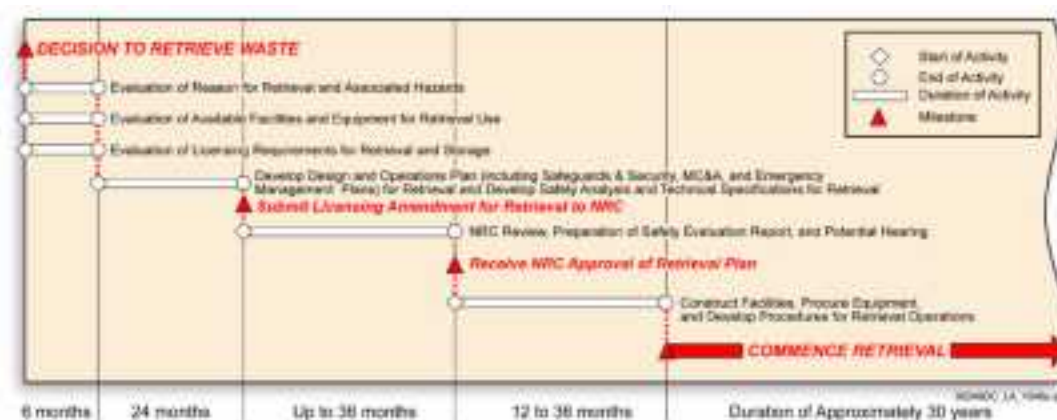 DECISION TO RETRIEVE WASTE
Evaluation of Reason for Retrieval and Associated Hazards
Evaluation of Available Facilities and Equipment for Retrieval Use
Evaluation of Licensing Requirements for Retrieval and Storage
Develop Design and Operations Plan (including Safeguards & Security, MC&A, and Emergency
Management Plans) for Retrieval and Develop Safety Analysis and Technical Specifications for Retrieval
Submit Licensing Amendment for Retrieval to NRC
NRC Review, Preparation of Safety Evaluation Report, and Potential Hearing
Receive NRC Approval of Retrieval Plan
Construct Facilities, Procure Equipment,
and Develop Procedures for Retrieval Operations
COMMENCE RETRIEVAL
Start of Activity
End of Activity
Duration of Activity
Milestone
6 months
24 months
Up to 36 months
12 to 36 months
Duration of Approximately 30 years